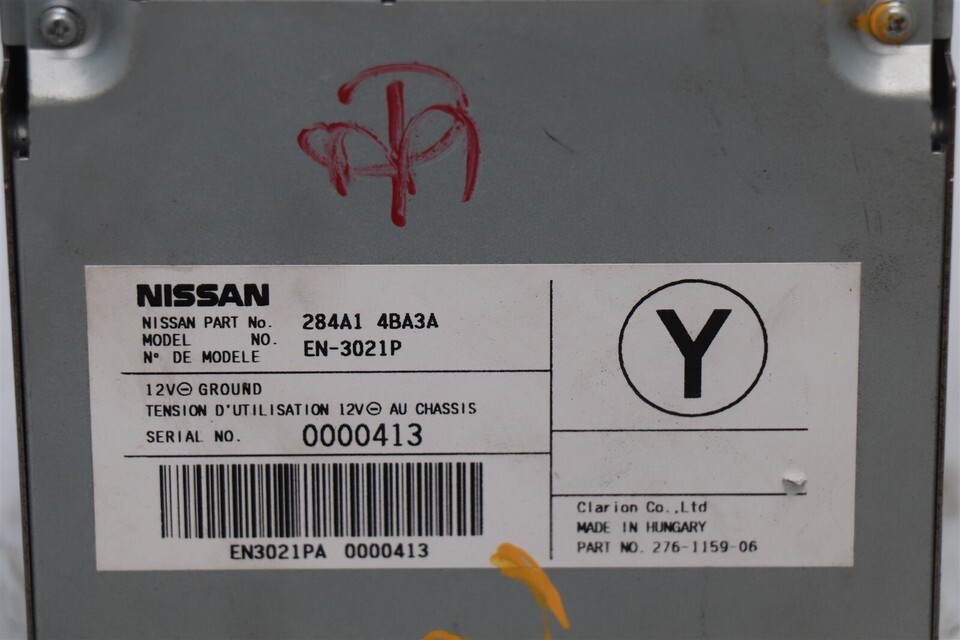 NISSAN
NISSAN PART No. 284A1 4BA3A
MODEL NO.
N° DE MODELE EN-3021P
12V⊖ GROUND
TENSION D'UTILISATION 12V⊖ AU CHASSIS
SERIAL NO. 0000413
EN3021PA 0000413
Y
Clarion Co.,Ltd
MADE IN HUNGARY
PART NO. 276-1159-06